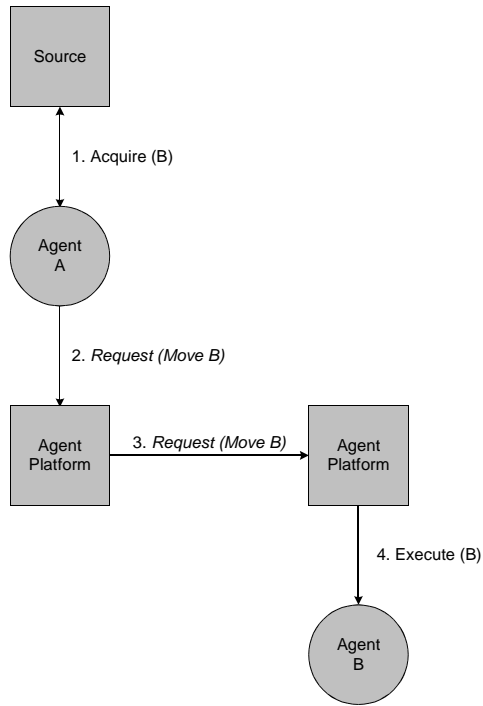 Source
1. Acquire (B)
Agent
A
2. Request (Move B)
Agent
Platform
3. Request (Move B)
Agent
Platform
4. Execute (B)
Agent
B